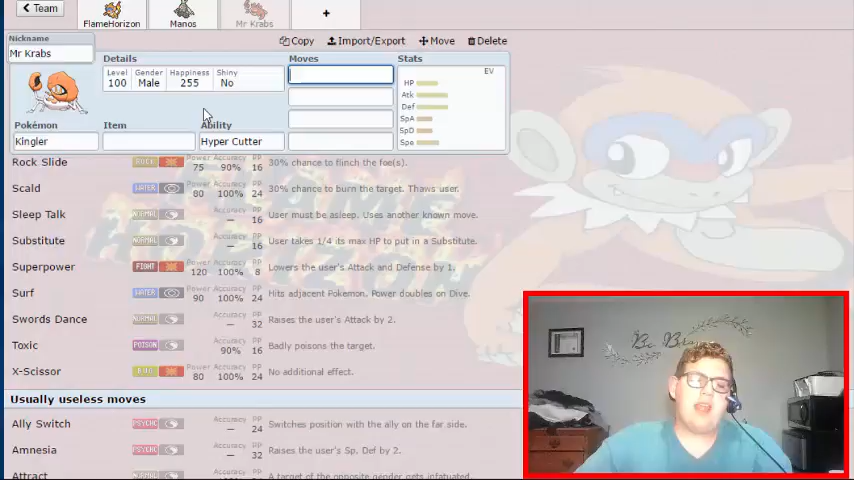 Team
FlameHorizon
Manos
Mr Krabs
+
Copy
Import/Export
Move
Delete
Nickname
Mr Krabs
Details
Level
Gender
Happiness
Shiny
100
Male
255
No
Moves
Stats
EV
HP
Atk
Def
SpA
SpD
Spe
Pokémon
Item
Ability
Kingler
Hyper Cutter
Rock Slide ROCK Power 75 Accuracy 90% PP 16 30% chance to flinch the foe(s).
Scald WATER Power 80 Accuracy 100% PP 24 30% chance to burn the target. Thaws user.
Sleep Talk NORMAL Accuracy — PP 16 User must be asleep. Uses another known move.
Substitute NORMAL Accuracy — PP 16 User takes 1/4 its max HP to put in a Substitute.
Superpower FIGHT Power 120 Accuracy 100% PP 8 Lowers the user's Attack and Defense by 1.
Surf WATER Power 90 Accuracy 100% PP 24 Hits adjacent Pokemon. Power doubles on Dive.
Swords Dance NORMAL Accuracy — PP 32 Raises the user's Attack by 2.
Toxic POISON Accuracy 90% PP 16 Badly poisons the target.
X-Scissor BUG Power 80 Accuracy 100% PP 24 No additional effect.
Usually useless moves
Ally Switch PSYCHC Accuracy — PP 24 Switches position with the ally on the far side.
Amnesia PSYCHC Accuracy — PP 32 Raises the user's Sp. Def by 2.
Attract NORMAL Accuracy PP A target of the opposite gender gets infatuated.